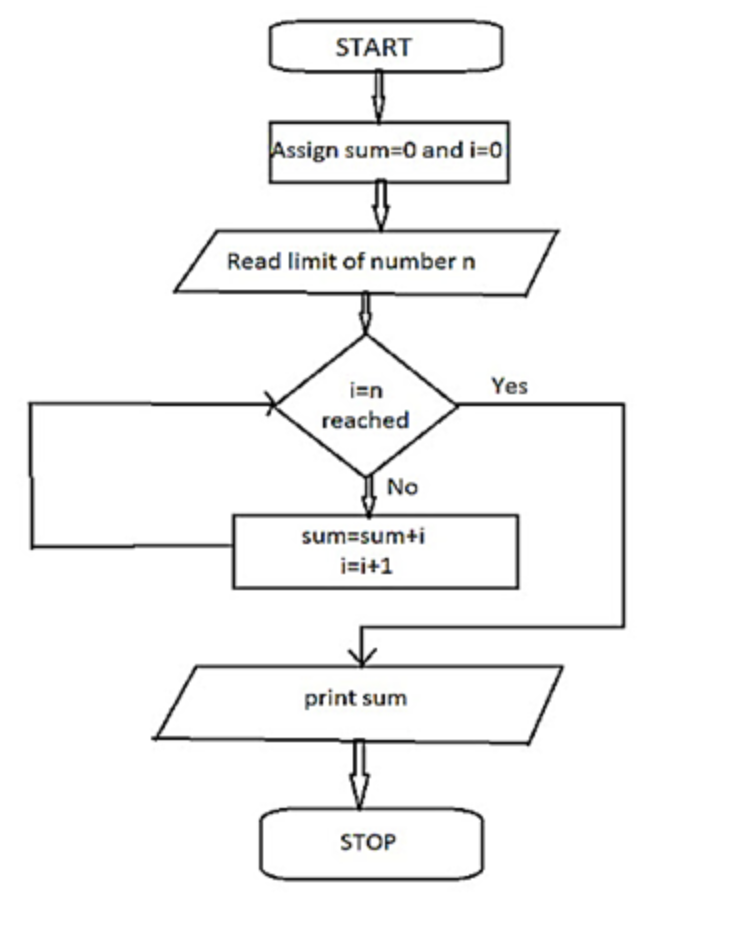 START
Assign sum=0 and i=0
Read limit of number n
i=n
reached
Yes
No
sum=sum+i
i=i+1
print sum
STOP